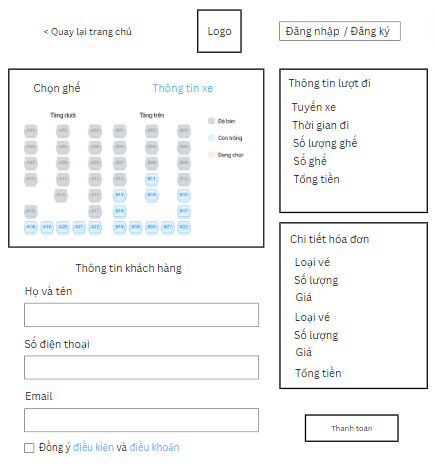 < Quay lại trang chủ
Logo
Đăng nhập / Đăng ký
Chọn ghế
Thông tin xe
Tầng dưới
Tầng trên
Đã bán
Còn trống
Đang chọn
B11
B13
B14
B15
B16
B17
A18 A19 A20 A21 A22 B18 B19 B20 B21 B22
Thông tin khách hàng
Họ và tên
Số điện thoại
Email
Đồng ý điều kiện và điều khoản
Thông tin lượt đi
Tuyến xe
Thời gian đi
Số lượng ghế
Số ghế
Tổng tiền
Chi tiết hóa đơn
Loại vé
Số lượng
Giá
Loại vé
Số lượng
Giá
Tổng tiền
Thanh toán